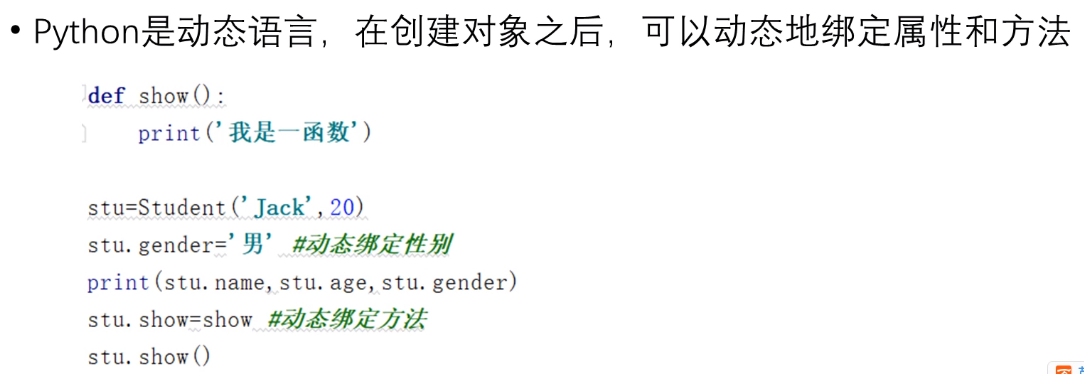 • Python是动态语言，在创建对象之后，可以动态地绑定属性和方法
def show():
    print('我是一函数')
stu=Student('Jack',20)
stu.gender='男' #动态绑定性别
print(stu.name,stu.age,stu.gender)
stu.show=show #动态绑定方法
stu.show()